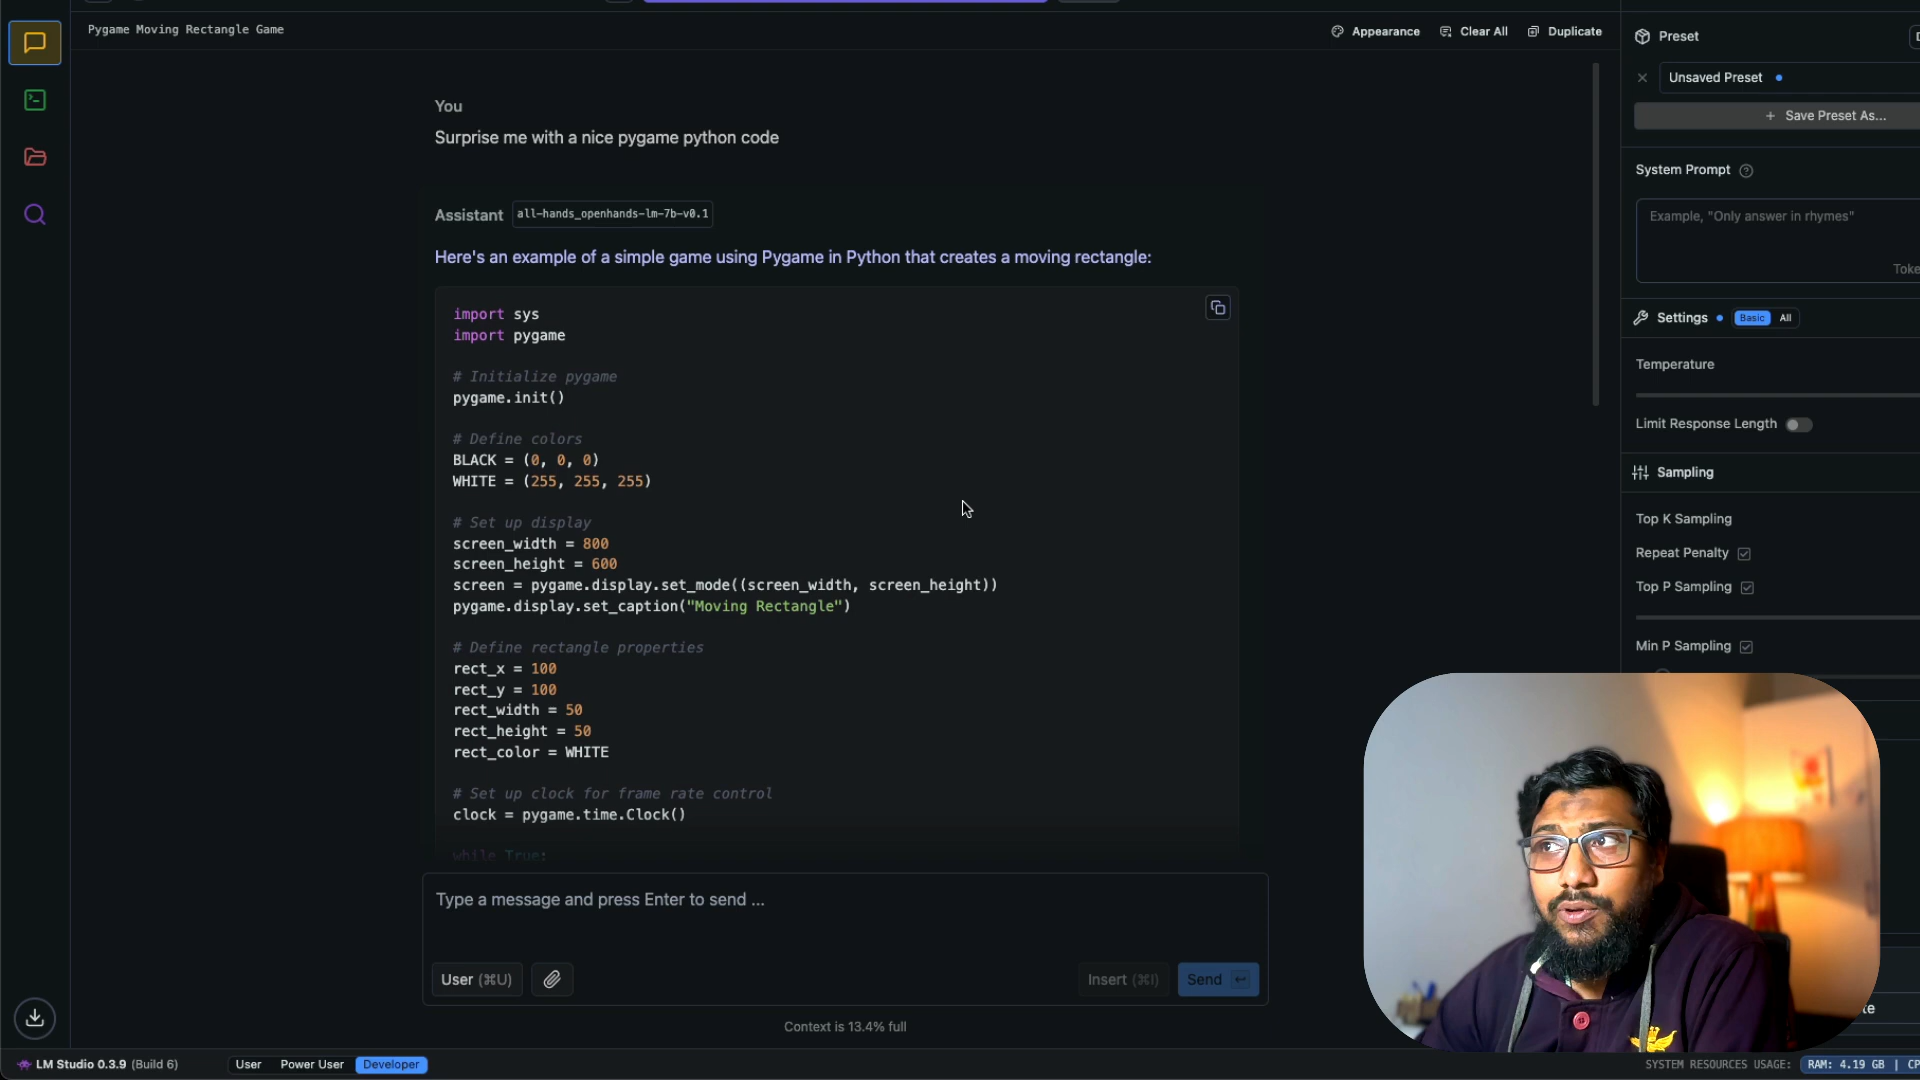 Pygame Moving Rectangle Game
Appearance
Clear All
Duplicate
You
Surprise me with a nice pygame python code
Assistant
all-hands_openhands-lm-7b-v0.1
Here's an example of a simple game using Pygame in Python that creates a moving rectangle:
import sys
import pygame
# Initialize pygame
pygame.init()
# Define colors
BLACK = (0, 0, 0)
WHITE = (255, 255, 255)
# Set up display
screen_width = 800
screen_height = 600
screen = pygame.display.set_mode((screen_width, screen_height))
pygame.display.set_caption("Moving Rectangle")
# Define rectangle properties
rect_x = 100
rect_y = 100
rect_width = 50
rect_height = 50
rect_color = WHITE
# Set up clock for frame rate control
clock = pygame.time.Clock()
while True:
Type a message and press Enter to send ...
User (⌘U)
Insert (⌘I)
Send
Context is 13.4% full
Preset
Unsaved Preset
+ Save Preset As...
System Prompt
Example, "Only answer in rhymes"
Toke
Settings
Basic
All
Temperature
Limit Response Length
Sampling
Top K Sampling
Repeat Penalty
Top P Sampling
Min P Sampling
te
LM Studio 0.3.9 (Build 6)
User
Power User
Developer
SYSTEM RESOURCES USAGE:
RAM: 4.19 GB | CP